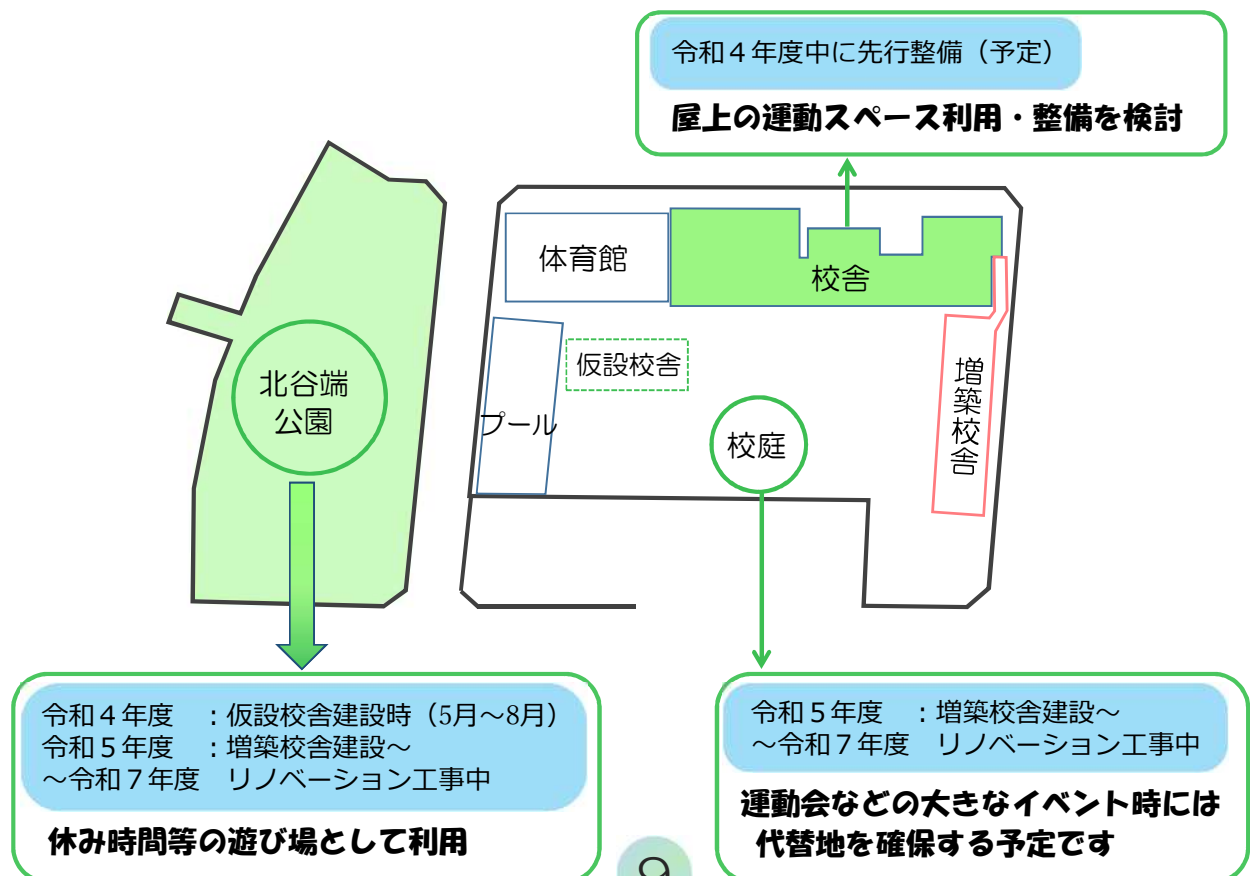 令和４年度中に先行整備（予定）
屋上の運動スペース利用・整備を検討
体育館
校舎
仮設校舎
北谷端
公園
プール
校庭
増築校舎
令和４年度　：仮設校舎建設時（5月～8月）
令和５年度　：増築校舎建設～
～令和７年度　リノベーション工事中
休み時間等の遊び場として利用
令和５年度　：増築校舎建設～
～令和７年度　リノベーション工事中
運動会などの大きなイベント時には
代替地を確保する予定です
9